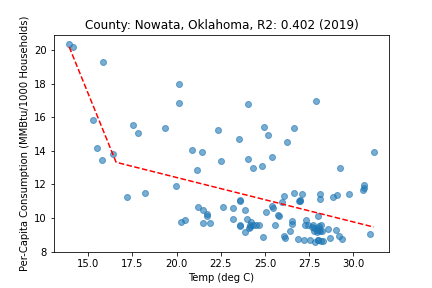 County: Nowata, Oklahoma, R2: 0.402 (2019)
Per-Capita Consumption (MMBtu/1000 Households)
20
18
16
14
12
10
8
15.0 17.5 20.0 22.5 25.0 27.5 30.0
Temp (deg C)